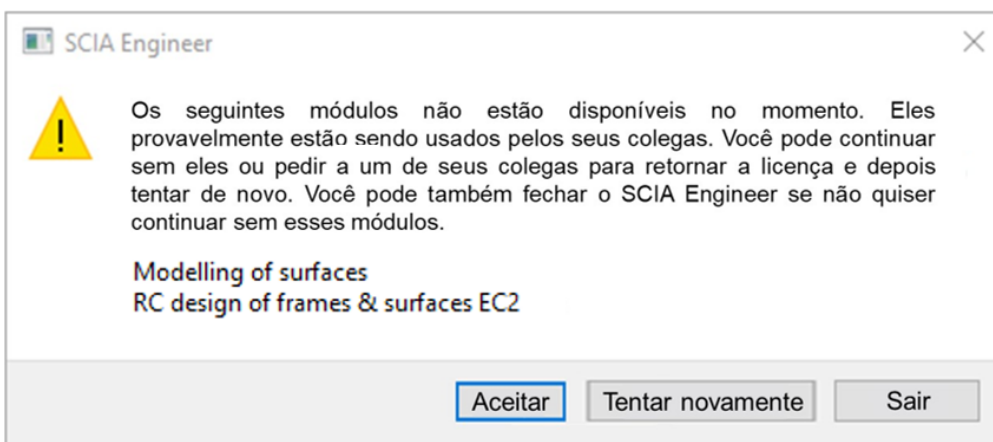 SCIA Engineer
Os seguintes módulos não estão disponíveis no momento. Eles
provavelmente estão sendo usados pelos seus colegas. Você pode continuar
sem eles ou pedir a um de seus colegas para retornar a licença e depois
tentar de novo. Você pode também fechar o SCIA Engineer se não quiser
continuar sem esses módulos.
Modelling of surfaces
RC design of frames & surfaces EC2
Aceitar Tentar novamente Sair